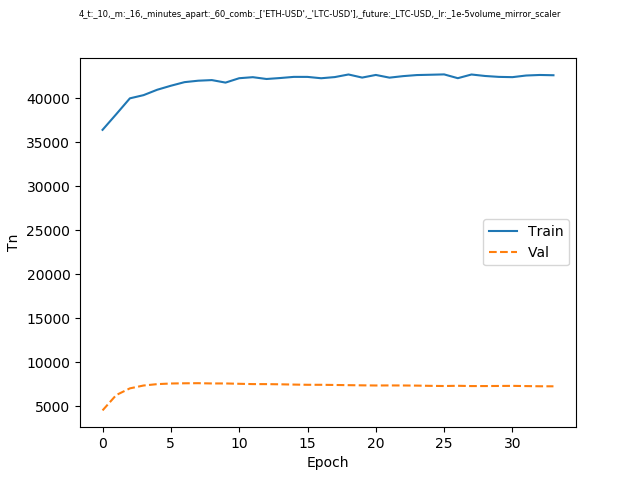 4_t:_10,_m:_16,_minutes_apart:_60_comb:_['ETH-USD',_'LTC-USD'],_future:_LTC-USD,_lr:_1e-5volume_mirror_scaler
40000
35000
30000
25000
20000
15000
10000
5000
Tn
Train
Val
0 5 10 15 20 25 30
Epoch